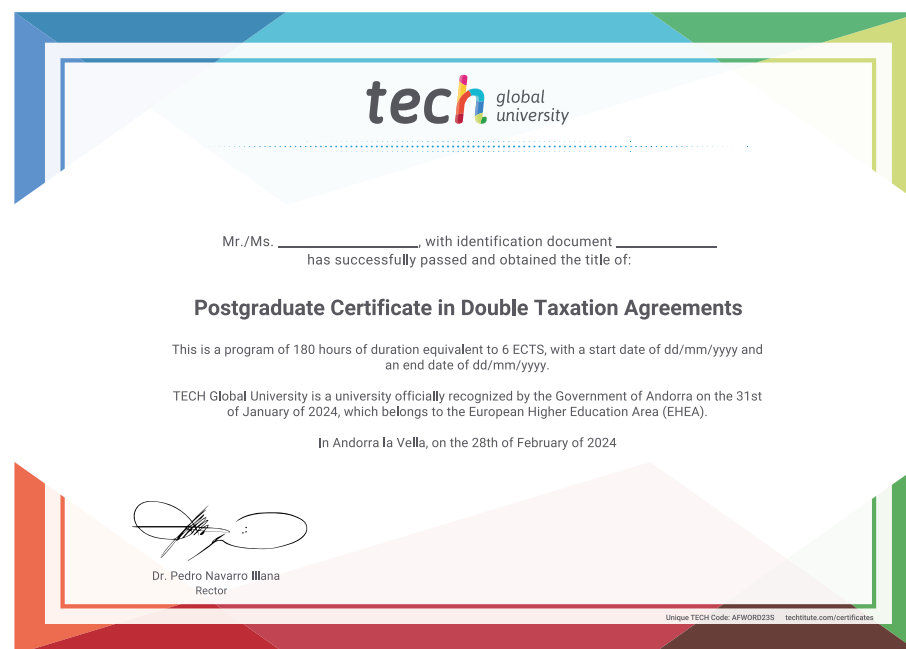 tech global
university
Mr./Ms. ________________, with identification document ____________
has successfully passed and obtained the title of:
Postgraduate Certificate in Double Taxation Agreements
This is a program of 180 hours of duration equivalent to 6 ECTS, with a start date of dd/mm/yyyy and
an end date of dd/mm/yyyy.
TECH Global University is a university officially recognized by the Government of Andorra on the 31st
of January of 2024, which belongs to the European Higher Education Area (EHEA).
In Andorra la Vella, on the 28th of February of 2024
Dr. Pedro Navarro Illana
Rector
Unique TECH Code: AFWORD23S techtitute.com/certificates